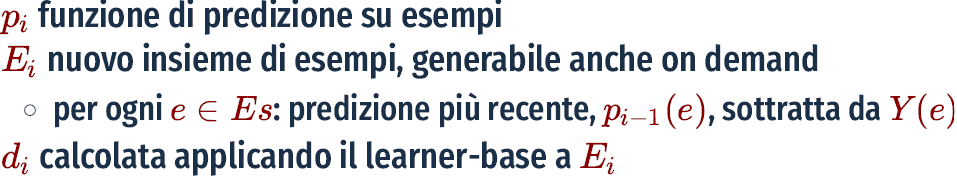 p_i funzione di predizione su esempi
E_i nuovo insieme di esempi, generabile anche on demand
◦ per ogni e ∈ Es: predizione più recente, p_{i−1}(e), sottratta da Y(e)
d_i calcolata applicando il learner-base a E_i